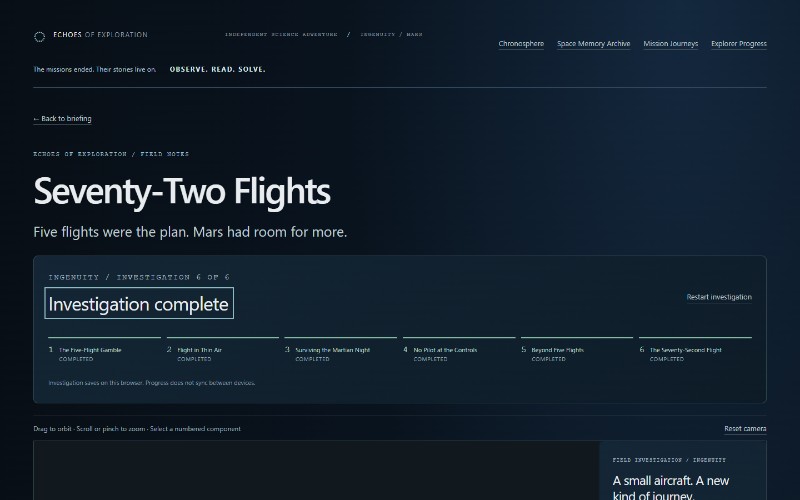 ECHOES OF EXPLORATION
INDEPENDENT SCIENCE ADVENTURE / INGENUITY / MARS
Chronosphere Space Memory Archive Mission Journeys Explorer Progress
The missions ended. Their stories live on. OBSERVE. READ. SOLVE.
← Back to briefing
ECHOES OF EXPLORATION / FIELD NOTES
Seventy-Two Flights
Five flights were the plan. Mars had room for more.
INGENUITY / INVESTIGATION 6 OF 6
Investigation complete
Restart investigation
1 The Five-Flight Gamble
COMPLETED
2 Flight in Thin Air
COMPLETED
3 Surviving the Martian Night
COMPLETED
4 No Pilot at the Controls
COMPLETED
5 Beyond Five Flights
COMPLETED
6 The Seventy-Second Flight
COMPLETED
Investigation saves on this browser. Progress does not sync between devices.
Drag to orbit · Scroll or pinch to zoom · Select a numbered component
Reset camera
FIELD INVESTIGATION / INGENUITY
A small aircraft. A new
kind of journey.